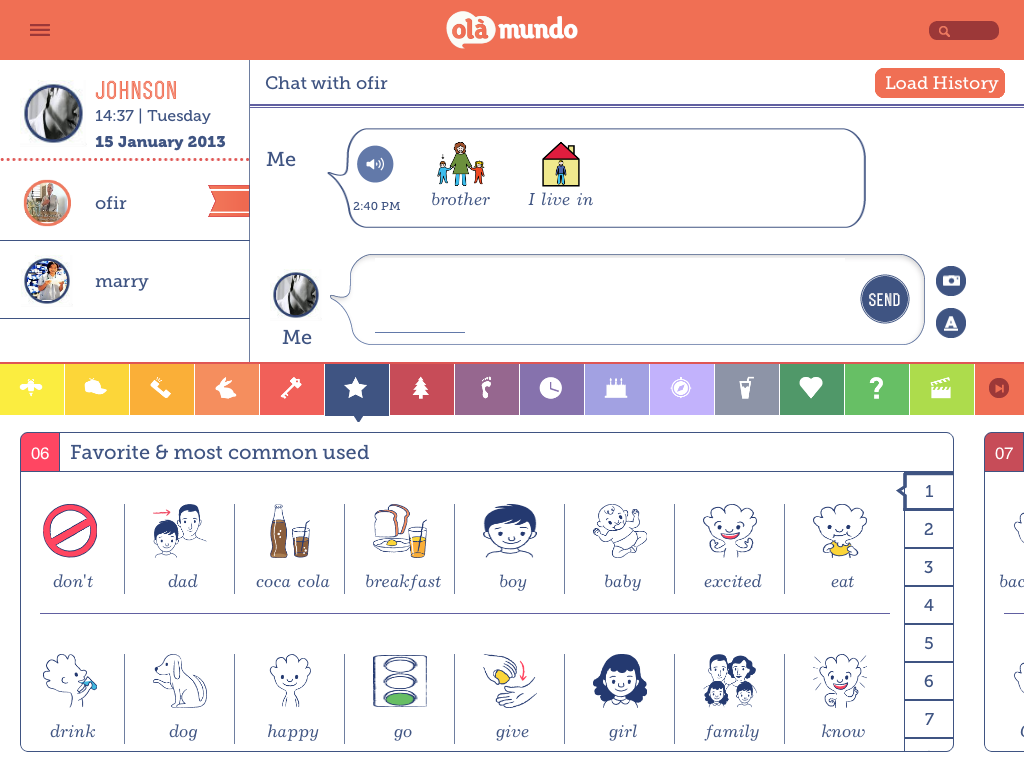 olà mundo
JOHNSON
14:37 | Tuesday
15 January 2013
ofir
marry
Chat with ofir
Load History
Me
2:40 PM
brother
I live in
Me
SEND
A
?
06
Favorite & most common used
07
1
2
3
4
5
6
7
don't
dad
coca cola
breakfast
boy
baby
excited
eat
bac
drink
dog
happy
go
give
girl
family
know